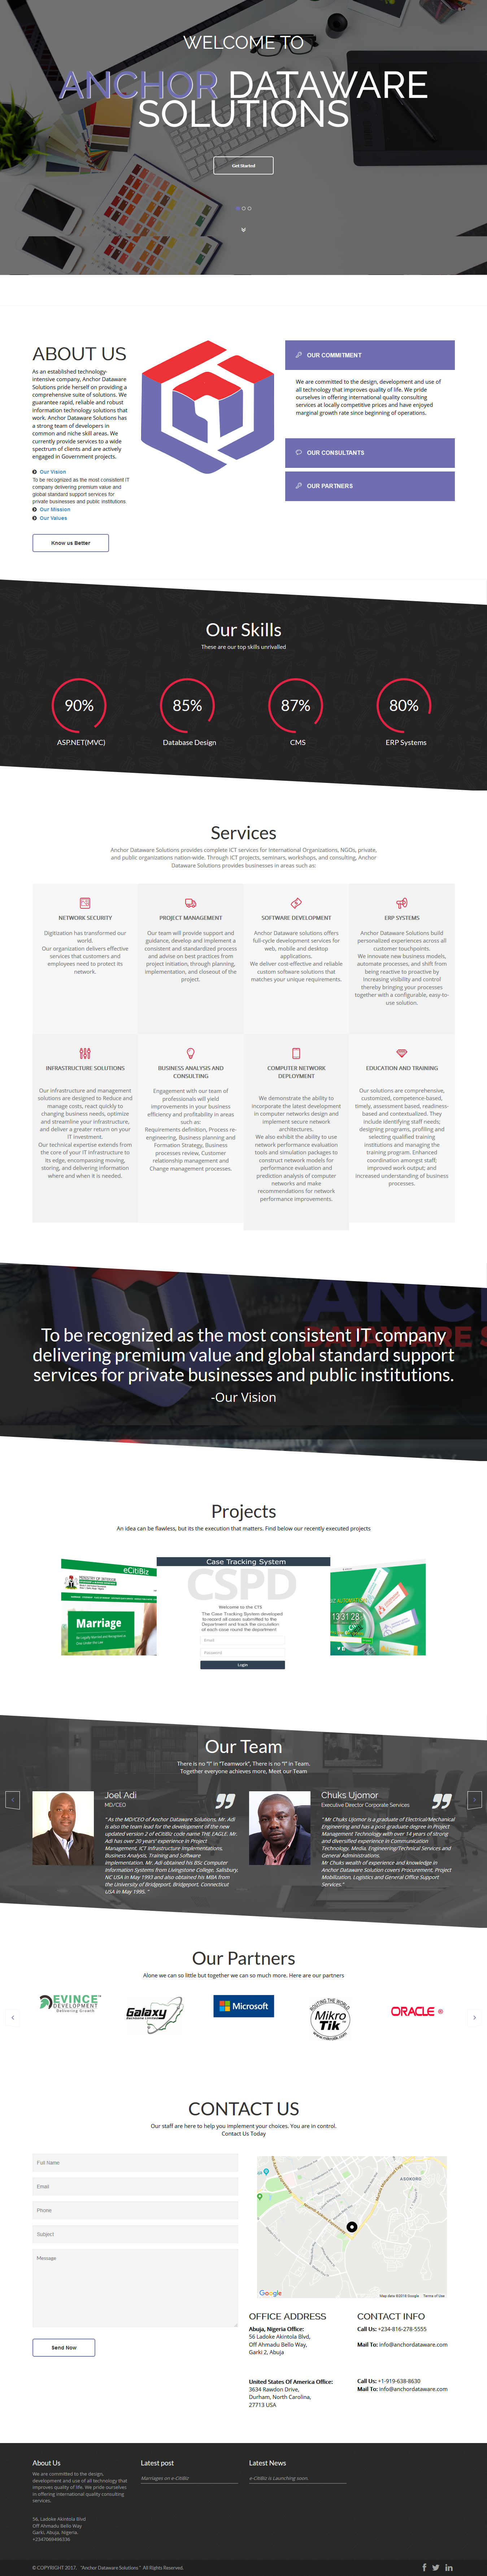 WELCOME TO
ANCHOR DATAWARE
SOLUTIONS
Get Started
ABOUT US
As an established technology-
intensive company, Anchor Dataware
Solutions pride herself on providing a
comprehensive suite of solutions. We
guarantee rapid, reliable and robust
information technology solutions that
work. Anchor Dataware Solutions has
a strong team of developers in
common and niche skill areas. We
currently provide services to a wide
spectrum of clients and are actively
engaged in Government projects.
Our Vision
To be recognized as the most consistent IT
company delivering premium value and
global standard support services for
private businesses and public institutions
Our Mission
Our Values
Know us Better
OUR COMMITMENT
We are committed to the design, development and use of
all technology that improves quality of life. We pride
ourselves in offering International quality consulting
services at locally competitive prices and have enjoyed
marginal growth rate since beginning of operations.
OUR CONSULTANTS
OUR PARTNERS
Our Skills
These are our top skills unrivalled
90%
85%
87%
80%
ASP.NET(MVC)
Database Design
CMS
ERP Systems
Services
Anchor Dataware Solutions provides complete ICT services for International Organizations, NGOs, private,
and public organizations nation-wide. Through ICT projects, seminars, workshops, and consulting, Anchor
Dataware Solutions provides businesses in areas such as:
NETWORK SECURITY
Digitization has transformed our
world.
Our organization delivers effective
services that customers and
employees need to protect its
network.
PROJECT MANAGEMENT
Our team will provide support and
guidance, develop and implement a
consistent and standardized process
and advise on best practices from
project initiation, through planning,
implementation, and closeout of the
project.
SOFTWARE DEVELOPMENT
Anchor Dataware solutions offers
full-cycle development services for
web, mobile and desktop
applications.
We deliver cost-effective and reliable
custom software solutions that
matches your unique requirements.
ERP SYSTEMS
Anchor Dataware Solutions build
personalized experiences across all
customer touchpoints.
We innovate new business models,
automate processes, and shift from
being reactive to proactive by
increasing visibility and control
thereby bringing your processes
together with a configurable, easy-to-
use solution.
INFRASTRUCTURE SOLUTIONS
Our infrastructure and management
solutions are designed to Reduce and
manage costs, react quickly to
changing business needs, optimize
and streamline your infrastructure,
and deliver a greater return on your
IT investment.
Our technical expertise extends from
the core of your IT infrastructure to
its edge, encompassing moving,
storing, and delivering information
where and when it is needed.
BUSINESS ANALYSIS AND
CONSULTING
Engagement with our team of
professionals will yield
improvements in your business
efficiency and profitability in areas
such as:
Requirements definition, Process re-
engineering, Business planning and
Formation Strategy, Business
processes review, Customer
relationship management and
Change management processes.
COMPUTER NETWORK
DEPLOYMENT
We demonstrate the ability to
incorporate the latest development
in computer networks design and
implement secure network
architectures.
We also exhibit the ability to use
network performance evaluation
tools and simulation packages to
construct network models for
performance evaluation and
prediction analysis of computer
networks and make
recommendations for network
performance improvements.
EDUCATION AND TRAINING
Our solutions are comprehensive,
customized, competence-based,
timely, assessment based, readiness-
based and contextualized. They
include identifying staff needs;
designing programs, profiling and
selecting qualified training
institutions and managing the
training program. Enhanced
coordination amongst staff;
improved work output; and
increased understanding of business
processes.
To be recognized as the most consistent IT company
delivering premium value and global standard support
services for private businesses and public institutions.
-Our Vision
Projects
An idea can be flawless, but its the execution that matters. Find below our recently executed projects
eCitiBiz
Marriage
Case Tracking System
CSPD
Welcome to the CTS
The Case Tracking System developed
to record all cases submitted to the
Department and track the circulation
of each case round the department
Email
Password
Login
Our Team
There is no "I" in "Teamwork", There is no "I" in Team.
Together everyone achieves more, Meet our Team
Joel Adi
MD/CEO
" As the MD/CEO of Anchor Dataware Solutions, Mr. Adi
is also the team lead for the development of the new
updated version 2 of eCitiBiz code name THE EAGLE. Mr.
Adi has over 20 years' experience in Project
Management, ICT Infrastructure Implementations,
Business Analysis, Training and Software
Implementation. Mr. Adi obtained his BSc Computer
Information Systems from Livingstone College, Salisbury,
NC USA in May 1993 and also obtained his MBA from
the University of Bridgeport, Bridgeport, Connecticut
USA in May 1995. "
Chuks Ujomor
Executive Director Corporate Services
" Mr Chuks Ujomor is a graduate of Electrical/Mechanical
Engineering and has a post graduate degree in Project
Management Technology with over 14 years of strong
and diversified experience in Communication
Technology, Media, Engineering/Technical Services and
General Administrations.
Mr Chuks wealth of experience and knowledge in
Anchor Dataware Solution covers Procurement, Project
Mobilization, Logistics and General Office Support
Services."
Our Partners
Alone we can so little but together we can so much more. Here are our partners
EVINCE
DEVELOPMENT
Delivering Growth
Galaxy
Microsoft
ROUTING THE WORLD
Mikro
Tik
ORACLE
CONTACT US
Our staff are here to help you implement your choices. You are in control.
Contact Us Today
Full Name
Email
Phone
Subject
Message
Send Now
ASOKORO
Google
Map data ©2018 Google
Terms of Use
OFFICE ADDRESS
Abuja, Nigeria Office:
56 Ladoke Akintola Blvd,
Off Ahmadu Bello Way,
Garki 2, Abuja
United States Of America Office:
3634 Rawdon Drive,
Durham, North Carolina,
27713 USA
CONTACT INFO
Call Us: +234-816-278-5555
Mail To: info@anchordataware.com
Call Us: +1-919-638-8630
Mail To: info@anchordataware.com
About Us
We are committed to the design,
development and use of all technology that
improves quality of life. We pride ourselves
in offering International quality consulting
services.
56, Ladoke Akintola Blvd
Off Ahmadu Bello Way
Garki, Abuja, Nigeria.
+2347060496336
Latest post
Marriages on e-CitiBiz
Latest News
e-CitiBiz is Launching soon.
© COPYRIGHT 2017. "Anchor Dataware Solutions" All Rights Reserved.